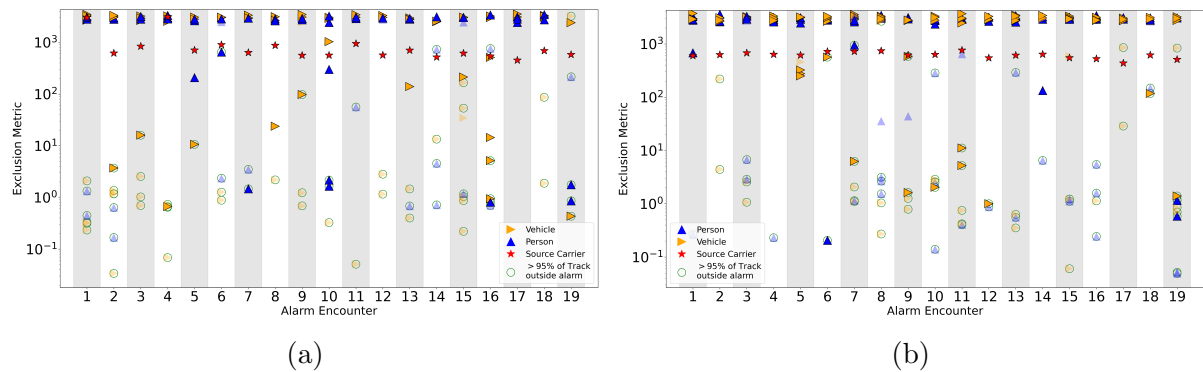 Exclusion Metric
10³
10²
10¹
10⁰
10⁻¹
Vehicle
Person
Source Carrier
> 95% of Track
outside alarm
1 2 3 4 5 6 7 8 9 10 11 12 13 14 15 16 17 18 19
Alarm Encounter
(a)
Exclusion Metric
10³
10²
10¹
10⁰
10⁻¹
Person
Vehicle
Source Carrier
> 95% of Track
outside alarm
1 2 3 4 5 6 7 8 9 10 11 12 13 14 15 16 17 18 19
Alarm Encounter
(b)